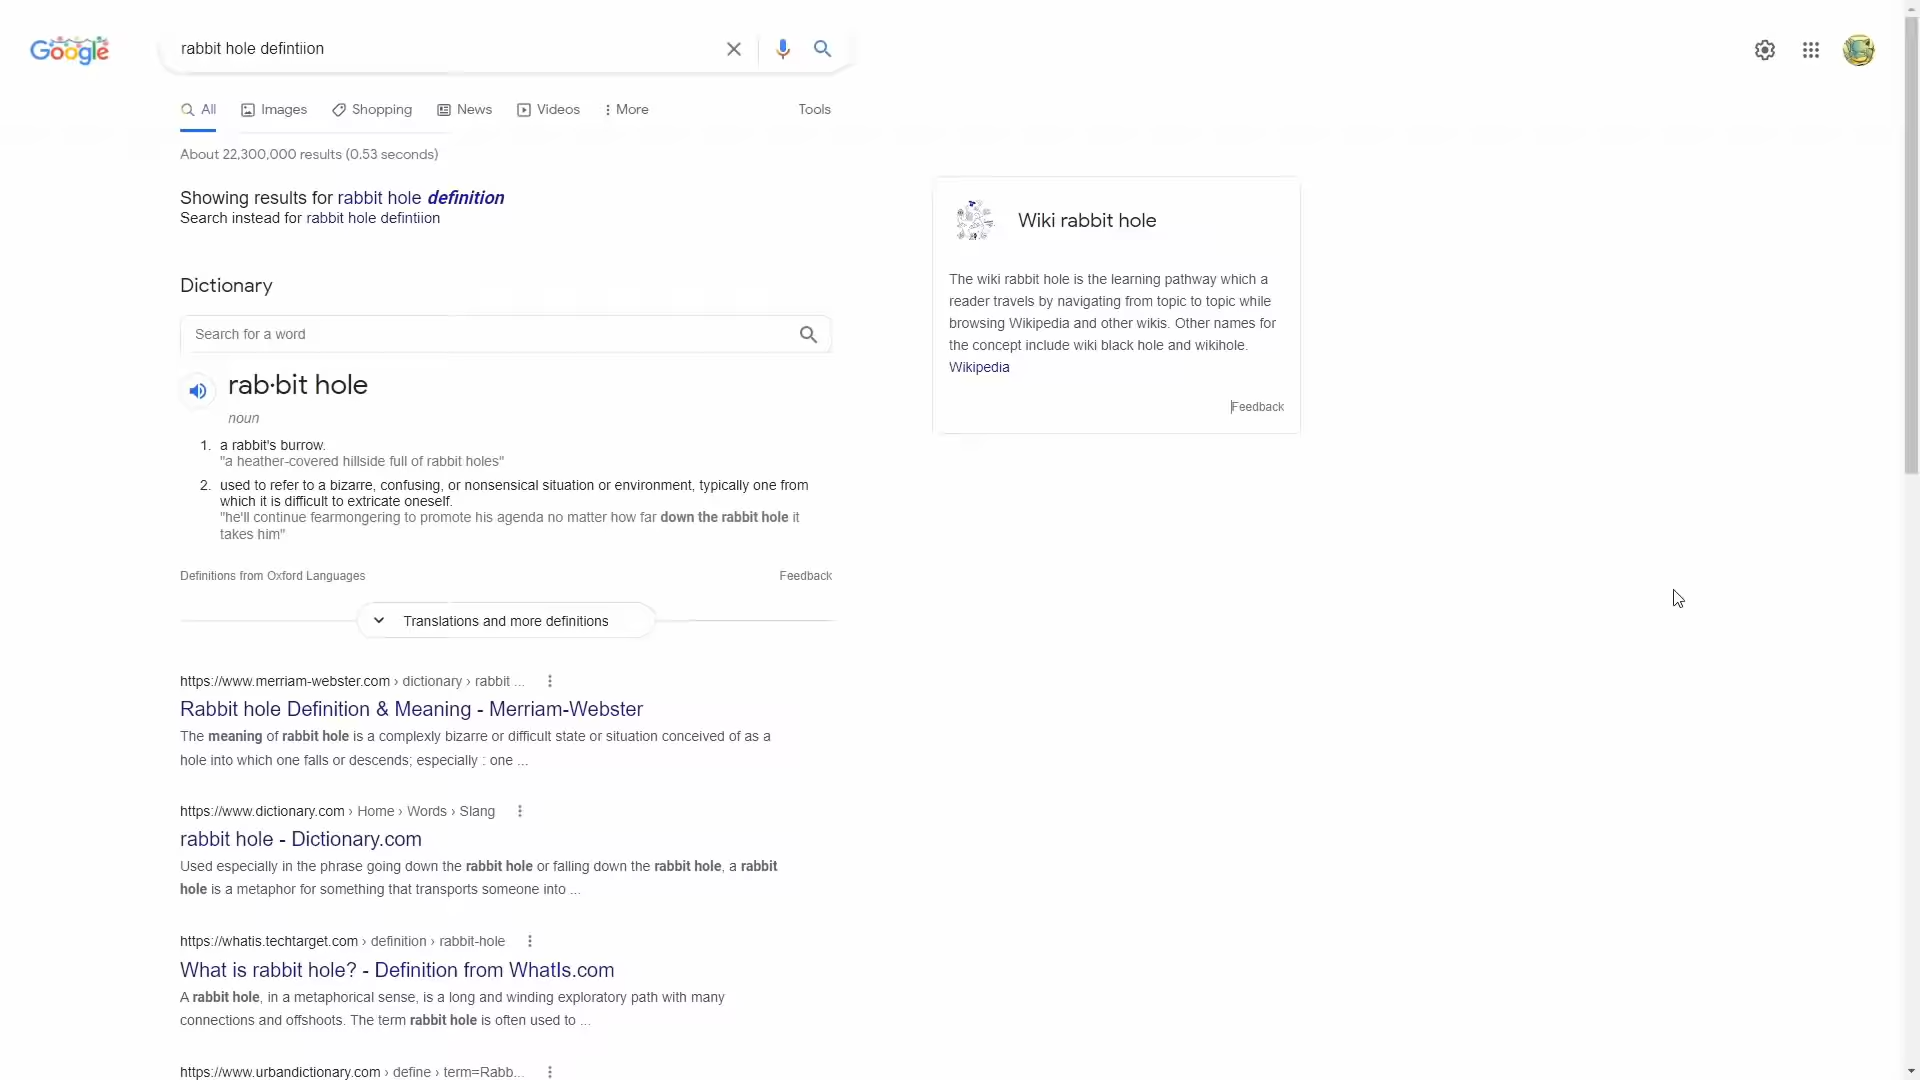 Google
rabbit hole defintiion
All Images Shopping News Videos More Tools
About 22,300,000 results (0.53 seconds)
Showing results for rabbit hole definition
Search instead for rabbit hole defintiion
Dictionary
Search for a word
rab·bit hole
noun
1. a rabbit's burrow.
"a heather-covered hillside full of rabbit holes"
2. used to refer to a bizarre, confusing, or nonsensical situation or environment, typically one from
which it is difficult to extricate oneself.
"he'll continue fearmongering to promote his agenda no matter how far down the rabbit hole it
takes him"
Definitions from Oxford Languages Feedback
Translations and more definitions
https://www.merriam-webster.com › dictionary › rabbit ...
Rabbit hole Definition & Meaning - Merriam-Webster
The meaning of rabbit hole is a complexly bizarre or difficult state or situation conceived of as a
hole into which one falls or descends; especially : one ...
https://www.dictionary.com › Home › Words › Slang
rabbit hole - Dictionary.com
Used especially in the phrase going down the rabbit hole or falling down the rabbit hole, a rabbit
hole is a metaphor for something that transports someone into ...
https://whatis.techtarget.com › definition › rabbit-hole
What is rabbit hole? - Definition from WhatIs.com
A rabbit hole, in a metaphorical sense, is a long and winding exploratory path with many
connections and offshoots. The term rabbit hole is often used to ...
https://www.urbandictionary.com › define › term=Rabb...
Wiki rabbit hole
The wiki rabbit hole is the learning pathway which a
reader travels by navigating from topic to topic while
browsing Wikipedia and other wikis. Other names for
the concept include wiki black hole and wikihole.
Wikipedia
Feedback